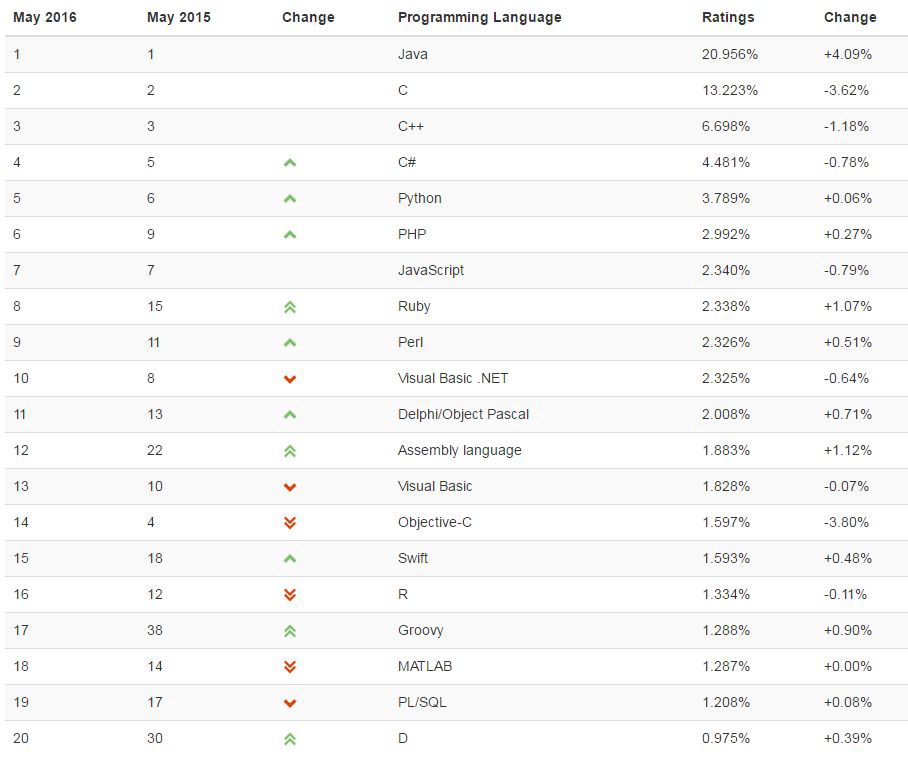 May 2016 May 2015 Change Programming Language Ratings Change
1 1 Java 20.956% +4.09%
2 2 C 13.223% -3.62%
3 3 C++ 6.698% -1.18%
4 5 C# 4.481% -0.78%
5 6 Python 3.789% +0.06%
6 9 PHP 2.992% +0.27%
7 7 JavaScript 2.340% -0.79%
8 15 Ruby 2.338% +1.07%
9 11 Perl 2.326% +0.51%
10 8 Visual Basic .NET 2.325% -0.64%
11 13 Delphi/Object Pascal 2.008% +0.71%
12 22 Assembly language 1.883% +1.12%
13 10 Visual Basic 1.828% -0.07%
14 4 Objective-C 1.597% -3.80%
15 18 Swift 1.593% +0.48%
16 12 R 1.334% -0.11%
17 38 Groovy 1.288% +0.90%
18 14 MATLAB 1.287% +0.00%
19 17 PL/SQL 1.208% +0.08%
20 30 D 0.975% +0.39%